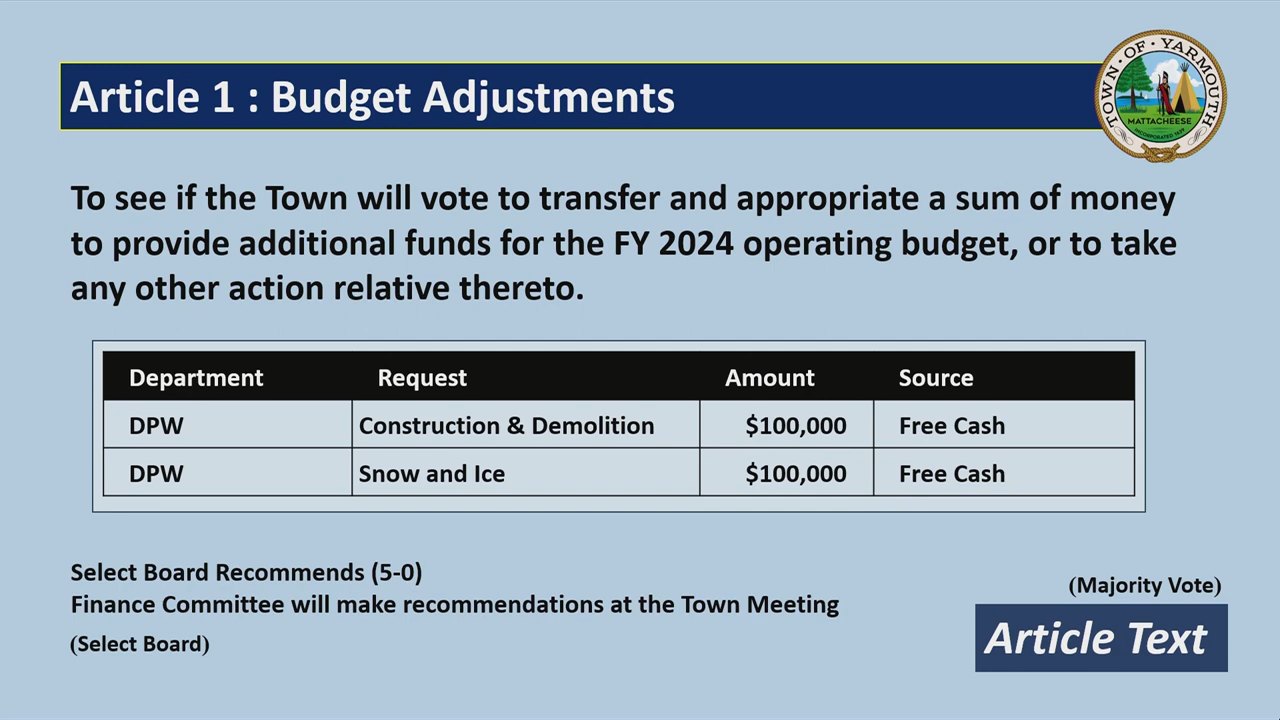 Article 1 : Budget Adjustments
TOWN · OF · YARMOUTH
MATTACHEESE
To see if the Town will vote to transfer and appropriate a sum of money
to provide additional funds for the FY 2024 operating budget, or to take
any other action relative thereto.
Department Request Amount Source
DPW Construction & Demolition $100,000 Free Cash
DPW Snow and Ice $100,000 Free Cash
Select Board Recommends (5-0)
Finance Committee will make recommendations at the Town Meeting
(Select Board)
(Majority Vote)
Article Text